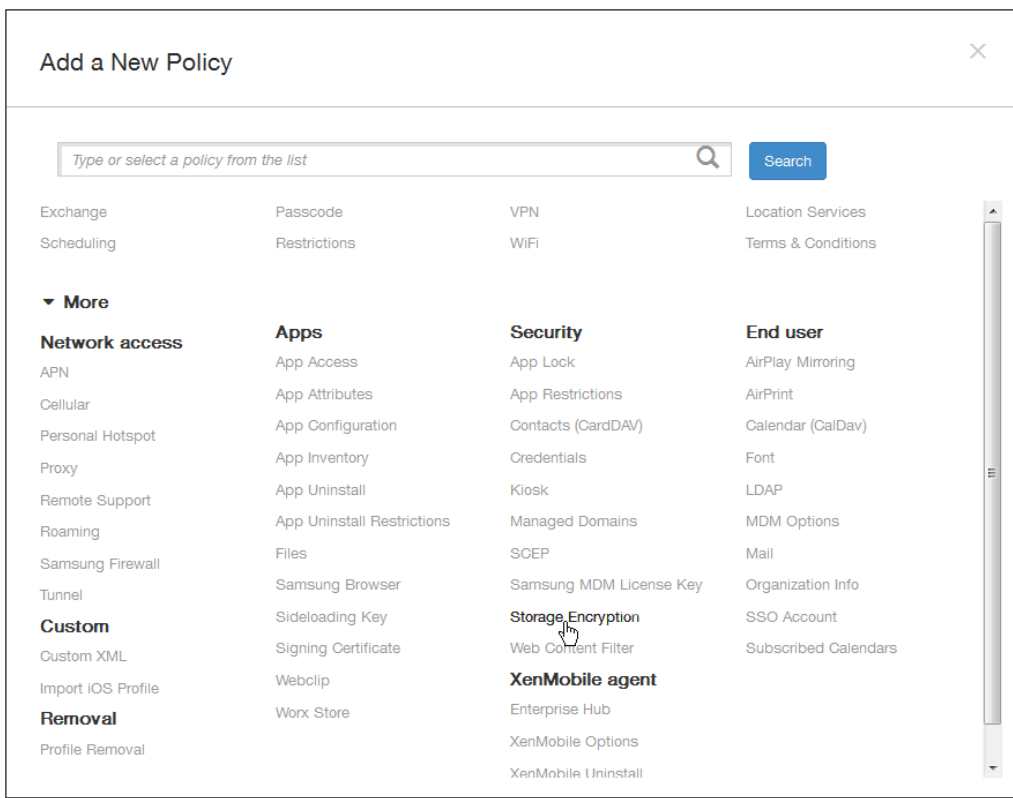 Add a New Policy
Type or select a policy from the list
Search
Exchange
Passcode
VPN
Location Services
Scheduling
Restrictions
WiFi
Terms & Conditions
More
Network access
APN
Cellular
Personal Hotspot
Proxy
Remote Support
Roaming
Samsung Firewall
Tunnel
Custom
Custom XML
Import iOS Profile
Removal
Profile Removal
Apps
App Access
App Attributes
App Configuration
App Inventory
App Uninstall
App Uninstall Restrictions
Files
Samsung Browser
Sideloading Key
Signing Certificate
Webclip
Worx Store
Security
App Lock
App Restrictions
Contacts (CardDAV)
Credentials
Kiosk
Managed Domains
SCEP
Samsung MDM License Key
Storage Encryption
Web Content Filter
XenMobile agent
Enterprise Hub
XenMobile Options
XenMobile Uninstall
End user
AirPlay Mirroring
AirPrint
Calendar (CalDav)
Font
LDAP
MDM Options
Mail
Organization Info
SSO Account
Subscribed Calendars